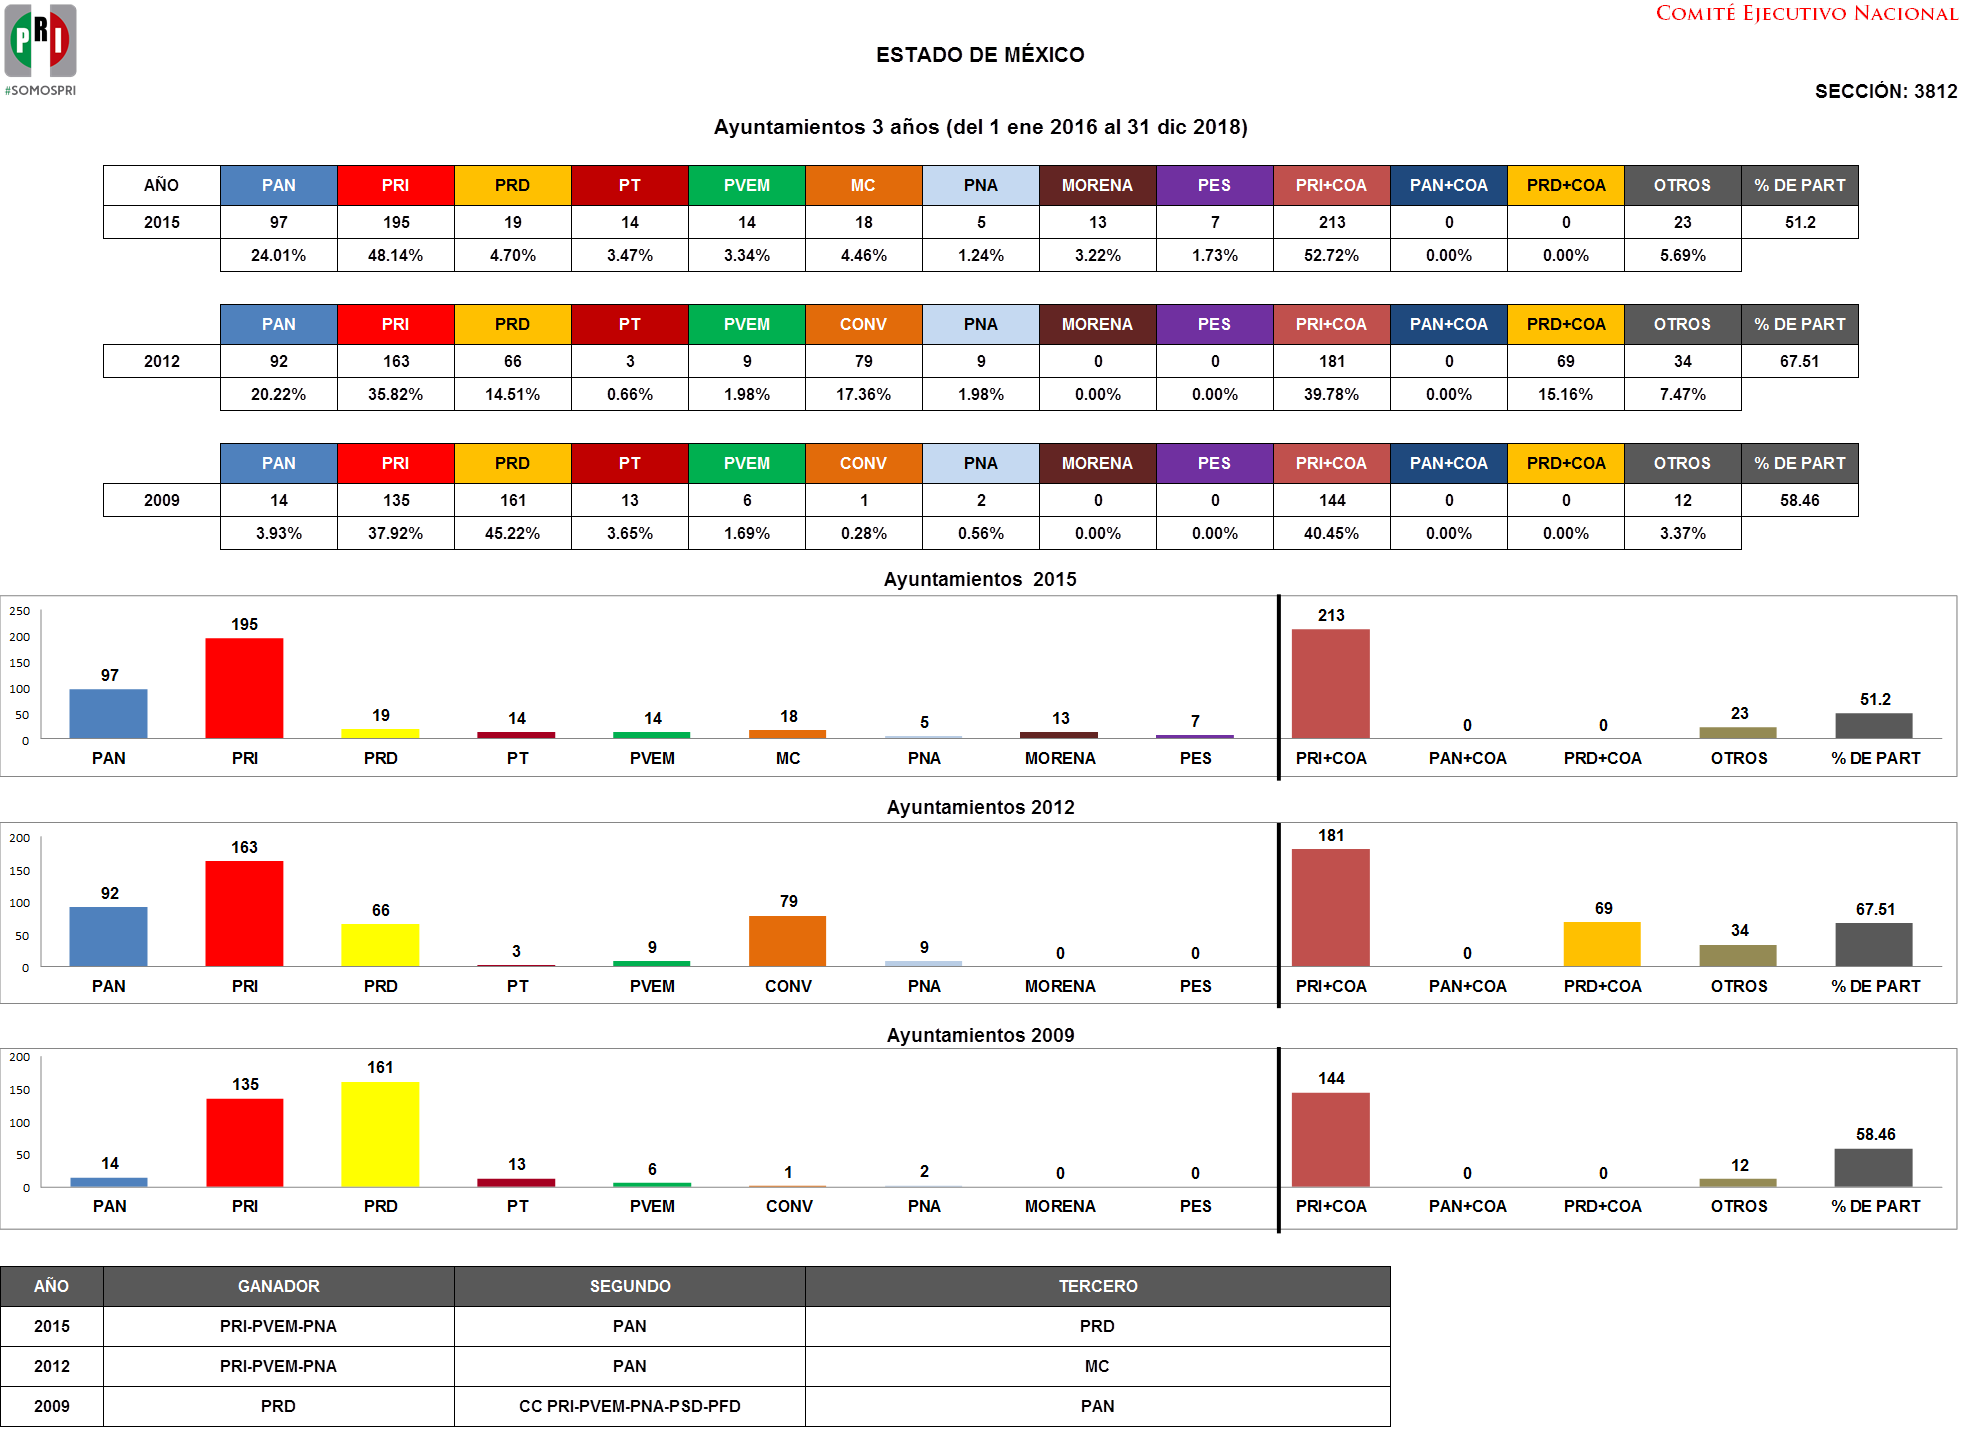 PRI
#SOMOSPRI
COMITÉ EJECUTIVO NACIONAL
ESTADO DE MÉXICO
SECCIÓN: 3812
Ayuntamientos 3 años (del 1 ene 2016 al 31 dic 2018)
AÑO PAN PRI PRD PT PVEM MC PNA MORENA PES PRI+COA PAN+COA PRD+COA OTROS % DE PART
2015 97 195 19 14 14 18 5 13 7 213 0 0 23 51.2
24.01% 48.14% 4.70% 3.47% 3.34% 4.46% 1.24% 3.22% 1.73% 52.72% 0.00% 0.00% 5.69%
PAN PRI PRD PT PVEM CONV PNA MORENA PES PRI+COA PAN+COA PRD+COA OTROS % DE PART
2012 92 163 66 3 9 79 9 0 0 181 0 69 34 67.51
20.22% 35.82% 14.51% 0.66% 1.98% 17.36% 1.98% 0.00% 0.00% 39.78% 0.00% 15.16% 7.47%
PAN PRI PRD PT PVEM CONV PNA MORENA PES PRI+COA PAN+COA PRD+COA OTROS % DE PART
2009 14 135 161 13 6 1 2 0 0 144 0 0 12 58.46
3.93% 37.92% 45.22% 3.65% 1.69% 0.28% 0.56% 0.00% 0.00% 40.45% 0.00% 0.00% 3.37%
Ayuntamientos 2015
250
200
150
100
50
0
97 195 19 14 14 18 5 13 7 213 0 0 23 51.2
PAN PRI PRD PT PVEM MC PNA MORENA PES PRI+COA PAN+COA PRD+COA OTROS % DE PART
Ayuntamientos 2012
200
150
100
50
0
92 163 66 3 9 79 9 0 0 181 0 69 34 67.51
PAN PRI PRD PT PVEM CONV PNA MORENA PES PRI+COA PAN+COA PRD+COA OTROS % DE PART
Ayuntamientos 2009
200
150
100
50
0
14 135 161 13 6 1 2 0 0 144 0 0 12 58.46
PAN PRI PRD PT PVEM CONV PNA MORENA PES PRI+COA PAN+COA PRD+COA OTROS % DE PART
AÑO GANADOR SEGUNDO TERCERO
2015 PRI-PVEM-PNA PAN PRD
2012 PRI-PVEM-PNA PAN MC
2009 PRD CC PRI-PVEM-PNA-PSD-PFD PAN